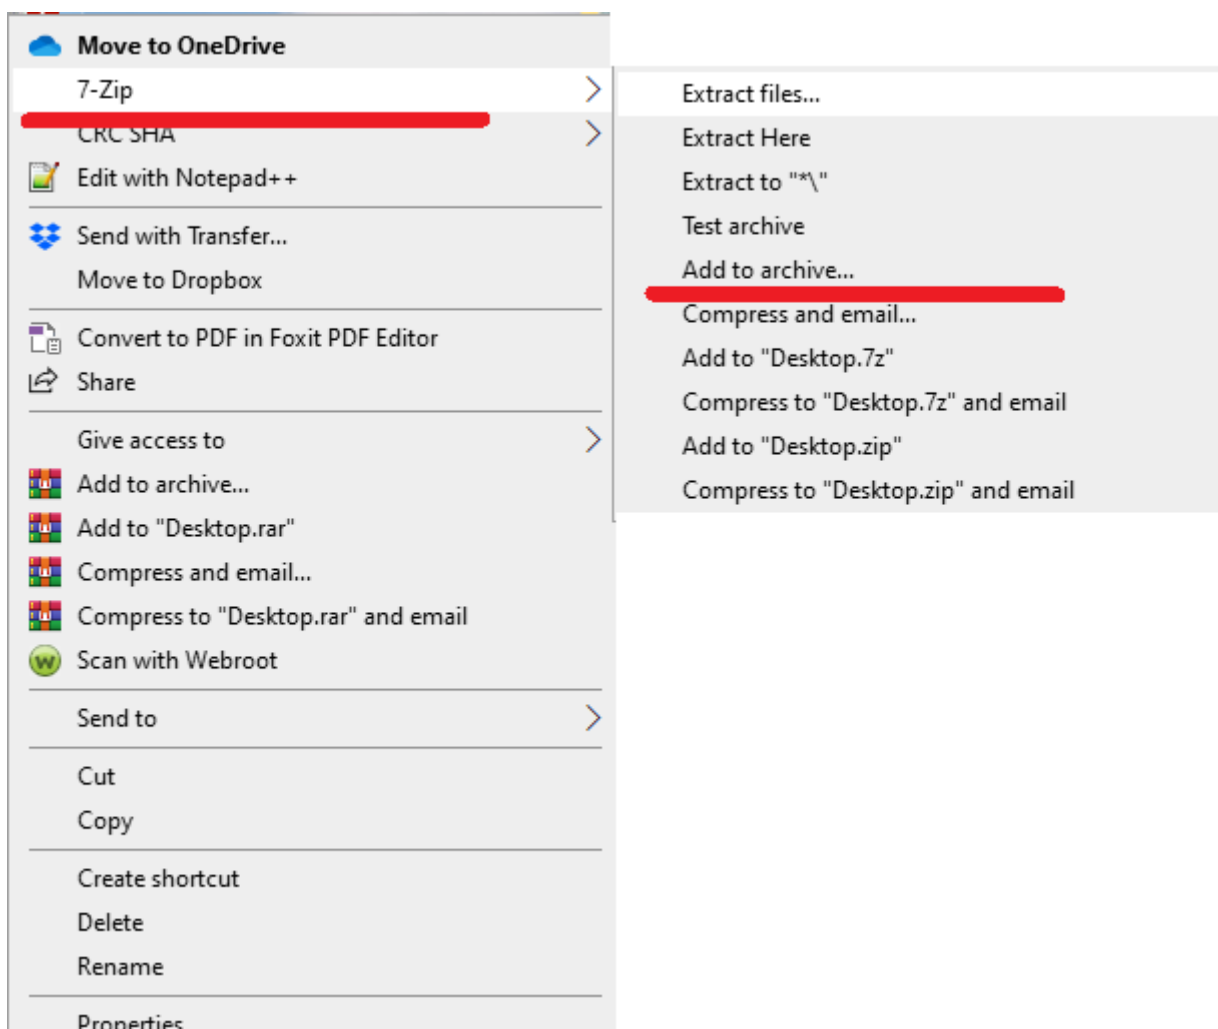 Move to OneDrive
7-Zip
CRC SHA
Edit with Notepad++
Send with Transfer...
Move to Dropbox
Convert to PDF in Foxit PDF Editor
Share
Give access to
Add to archive...
Add to "Desktop.rar"
Compress and email...
Compress to "Desktop.rar" and email
Scan with Webroot
Send to
Cut
Copy
Create shortcut
Delete
Rename
Properties
Extract files...
Extract Here
Extract to "*\"
Test archive
Add to archive...
Compress and email...
Add to "Desktop.7z"
Compress to "Desktop.7z" and email
Add to "Desktop.zip"
Compress to "Desktop.zip" and email